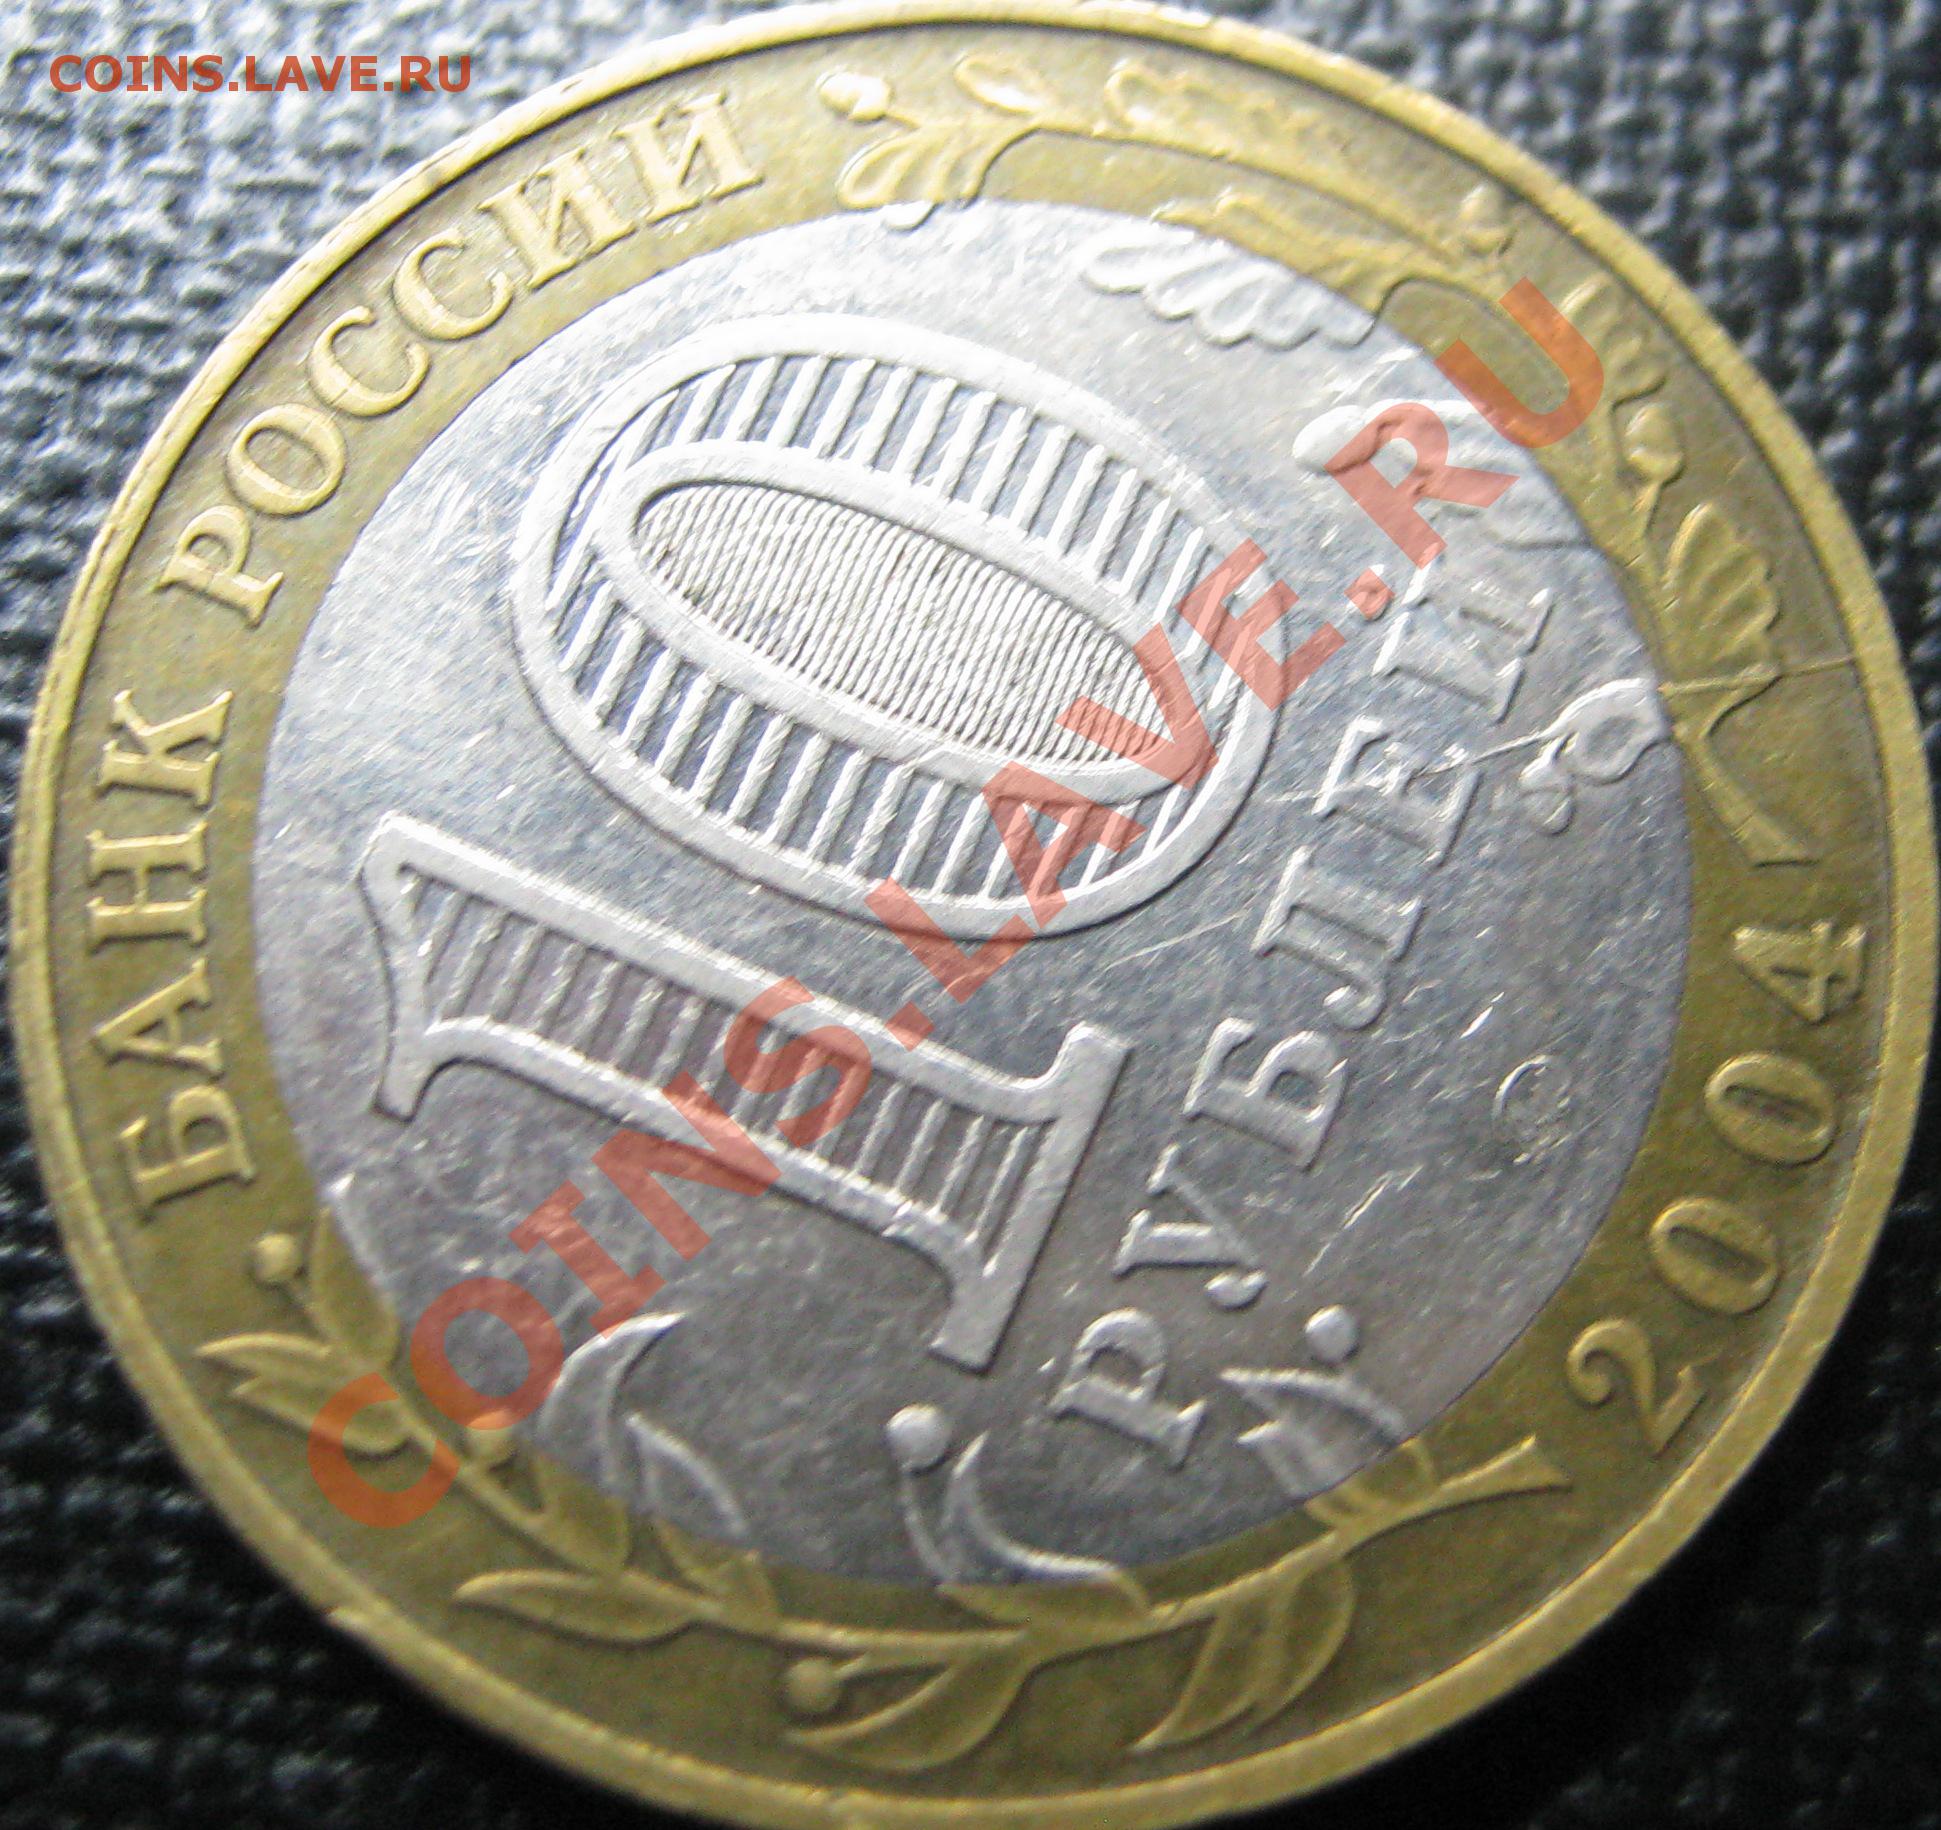 COINS.LAVE.RU
БАНК РОССИИ
10
РУБЛЕЙ
2004
COINS.LAVE.RU